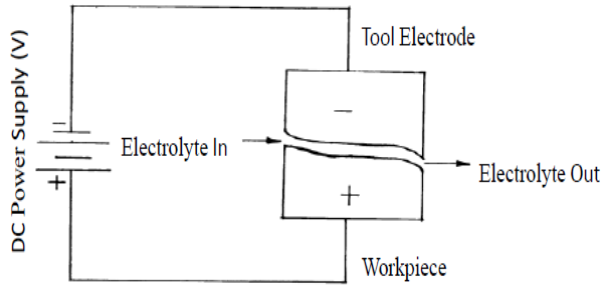 DC Power Supply (V)
Tool Electrode
−
−
Electrolyte In
Electrolyte Out
+
+
Workpiece